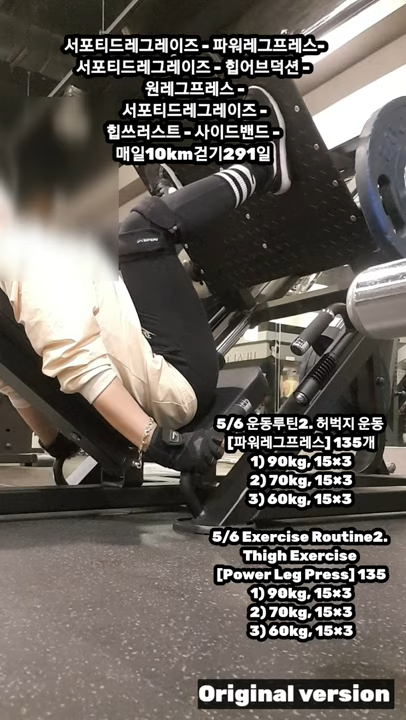 서포티드레그레이즈 - 파워레그프레스-
서포티드레그레이즈 - 힙어브덕션 -
원레그프레스 -
서포티드레그레이즈 -
힙쓰러스트 - 사이드밴드 -
매일10km걷기291일
5/6 운동루틴2. 허벅지 운동
[파워레그프레스] 135개
1) 90kg, 15×3
2) 70kg, 15×3
3) 60kg, 15×3
5/6 Exercise Routine2.
Thigh Exercise
[Power Leg Press] 135
1) 90kg, 15×3
2) 70kg, 15×3
3) 60kg, 15×3
Original version